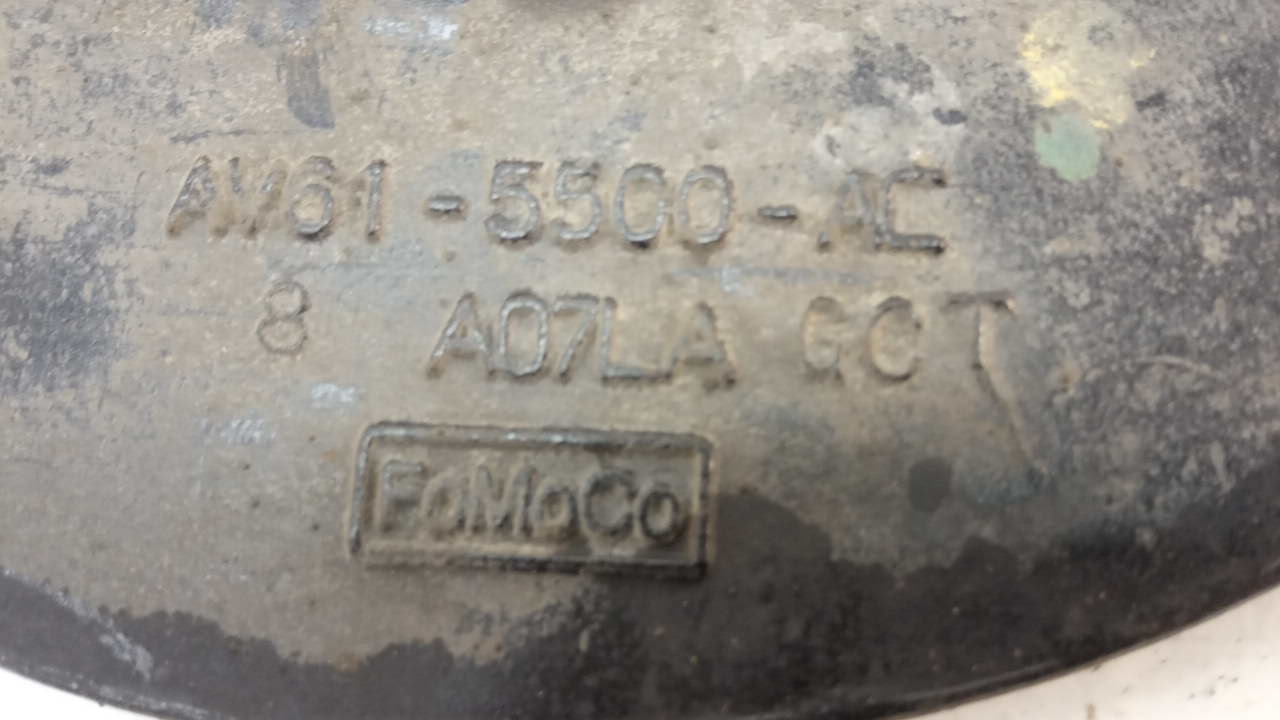 AV61-5500-AC
8 A07LA GCT
FoMoCo